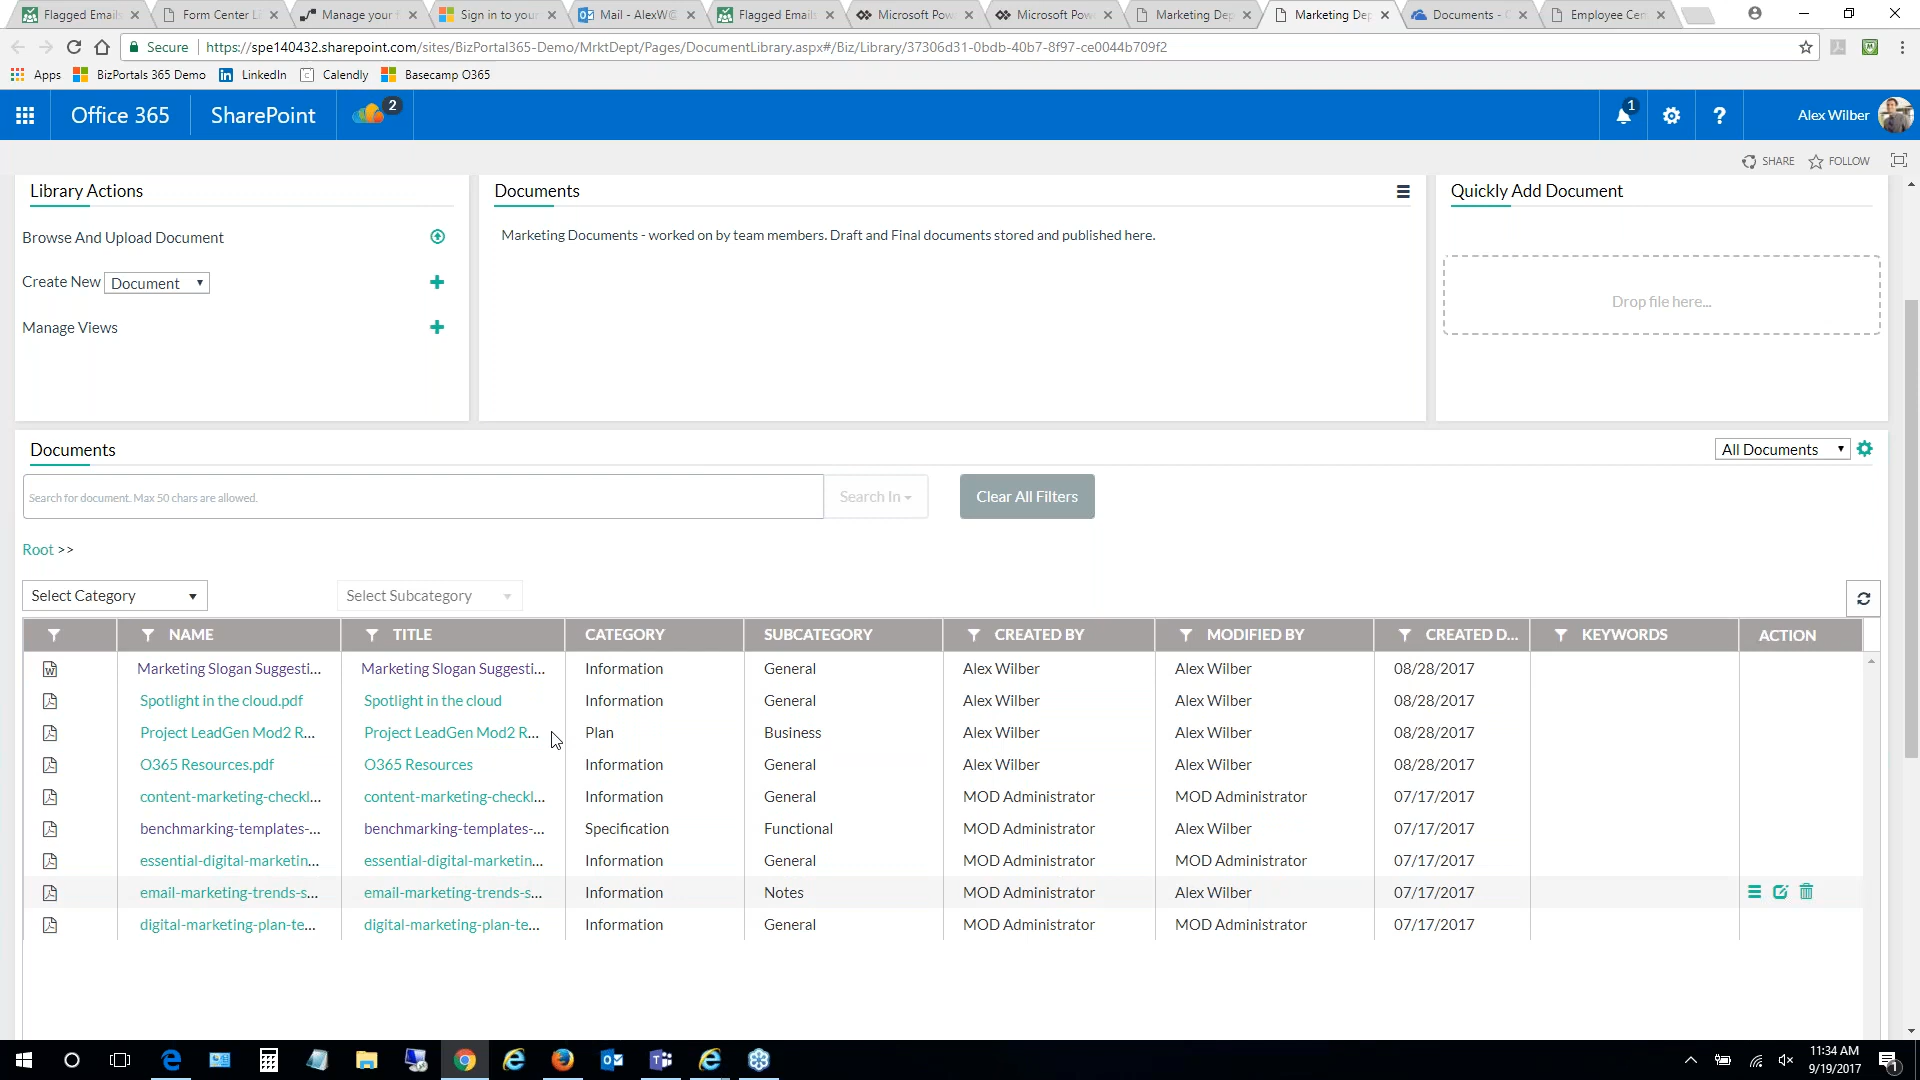 Flagged Emails
Form Center Li
Manage your f
Sign in to your
Mail - AlexW@
Flagged Emails
Microsoft Pow
Microsoft Pow
Marketing Dep
Marketing Dep
Documents - O
Employee Cen
Secure https://spe140432.sharepoint.com/sites/BizPortal365-Demo/MrktDept/Pages/DocumentLibrary.aspx#/Biz/Library/37306d31-0bdb-40b7-8f97-ce0044b709f2
Apps BizPortals 365 Demo LinkedIn Calendly Basecamp O365
Office 365 SharePoint 2 1 ? Alex Wilber
SHARE FOLLOW
Library Actions
Browse And Upload Document
Create New Document
Manage Views
Documents
Marketing Documents - worked on by team members. Draft and Final documents stored and published here.
Quickly Add Document
Drop file here...
Documents All Documents
Search for document. Max 50 chars are allowed. Search In Clear All Filters
Root >>
Select Category Select Subcategory
NAME TITLE CATEGORY SUBCATEGORY CREATED BY MODIFIED BY CREATED D... KEYWORDS ACTION
Marketing Slogan Suggesti... Marketing Slogan Suggesti... Information General Alex Wilber Alex Wilber 08/28/2017
Spotlight in the cloud.pdf Spotlight in the cloud Information General Alex Wilber Alex Wilber 08/28/2017
Project LeadGen Mod2 R... Project LeadGen Mod2 R... Plan Business Alex Wilber Alex Wilber 08/28/2017
O365 Resources.pdf O365 Resources Information General Alex Wilber Alex Wilber 08/28/2017
content-marketing-checkl... content-marketing-checkl... Information General MOD Administrator MOD Administrator 07/17/2017
benchmarking-templates-... benchmarking-templates-... Specification Functional MOD Administrator Alex Wilber 07/17/2017
essential-digital-marketin... essential-digital-marketin... Information General MOD Administrator MOD Administrator 07/17/2017
email-marketing-trends-s... email-marketing-trends-s... Information Notes MOD Administrator Alex Wilber 07/17/2017
digital-marketing-plan-te... digital-marketing-plan-te... Information General MOD Administrator MOD Administrator 07/17/2017
11:34 AM
9/19/2017
1